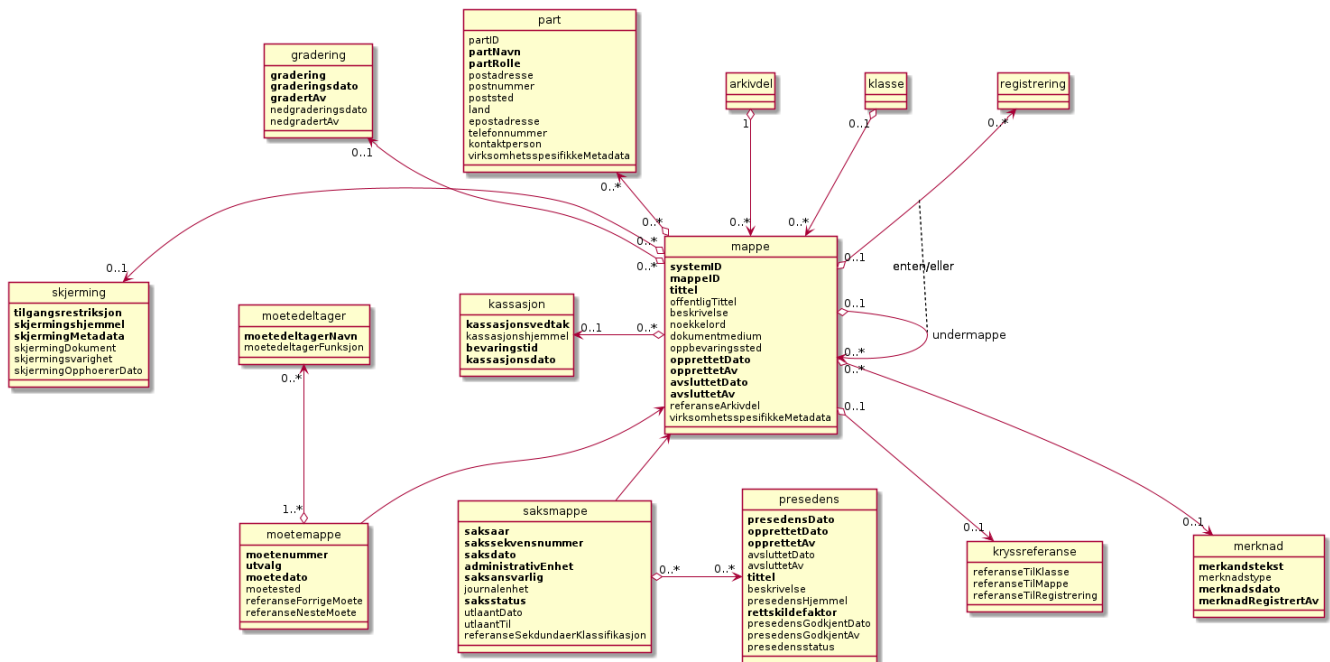 part
partID
partNavn
partRolle
postadresse
postnummer
poststed
land
epostadresse
telefonnummer
kontaktperson
virksomhetsspesifikkeMetadata
gradering
gradering
graderingsdato
gradertAv
nedgraderingsdato
nedgradertAv
arkivdel
klasse
registrering
0..1
0..*
1
0..1
0..*
0..*
0..*
0..*
0..*
0..*
0..1
enten/eller
mappe
systemID
mappeID
tittel
offentligTittel
beskrivelse
noekkelord
dokumentmedium
oppbevaringssted
opprettetDato
opprettetAv
avsluttetDato
avsluttetAv
referanseArkivdel
virksomhetsspesifikkeMetadata
0..1
skjerming
tilgangsrestriksjon
skjermingshjemmel
skjermingMetadata
skjermingDokument
skjermingsvarighet
skjermingOpphoererDato
moetedeltager
moetedeltagerNavn
moetedeltagerFunksjon
kassasjon
kassasjonsvedtak
kassasjonshjemmel
bevaringstid
kassasjonsdato
0..1
0..*
0..1
undermappe
0..*
0..*
0..1
0..*
1..*
moetemappe
moetenummer
utvalg
moetedato
moetested
referanseForrigeMoete
referanseNesteMoete
saksmappe
saksaar
sakssekvensnummer
saksdato
administrativEnhet
saksansvarlig
journalenhet
saksstatus
utlaantDato
utlaantTil
referanseSekdundaerKlassifikasjon
0..*
0..*
presedens
presedensDato
opprettetDato
opprettetAv
avsluttetDato
avsluttetAv
tittel
beskrivelse
presedensHjemmel
rettskildefaktor
presedensGodkjentDato
presedensGodkjentAv
presedensstatus
0..1
kryssreferanse
referanseTilKlasse
referanseTilMappe
referanseTilRegistrering
0..1
merknad
merkandstekst
merknadstype
merknadsdato
merknadRegistrertAv